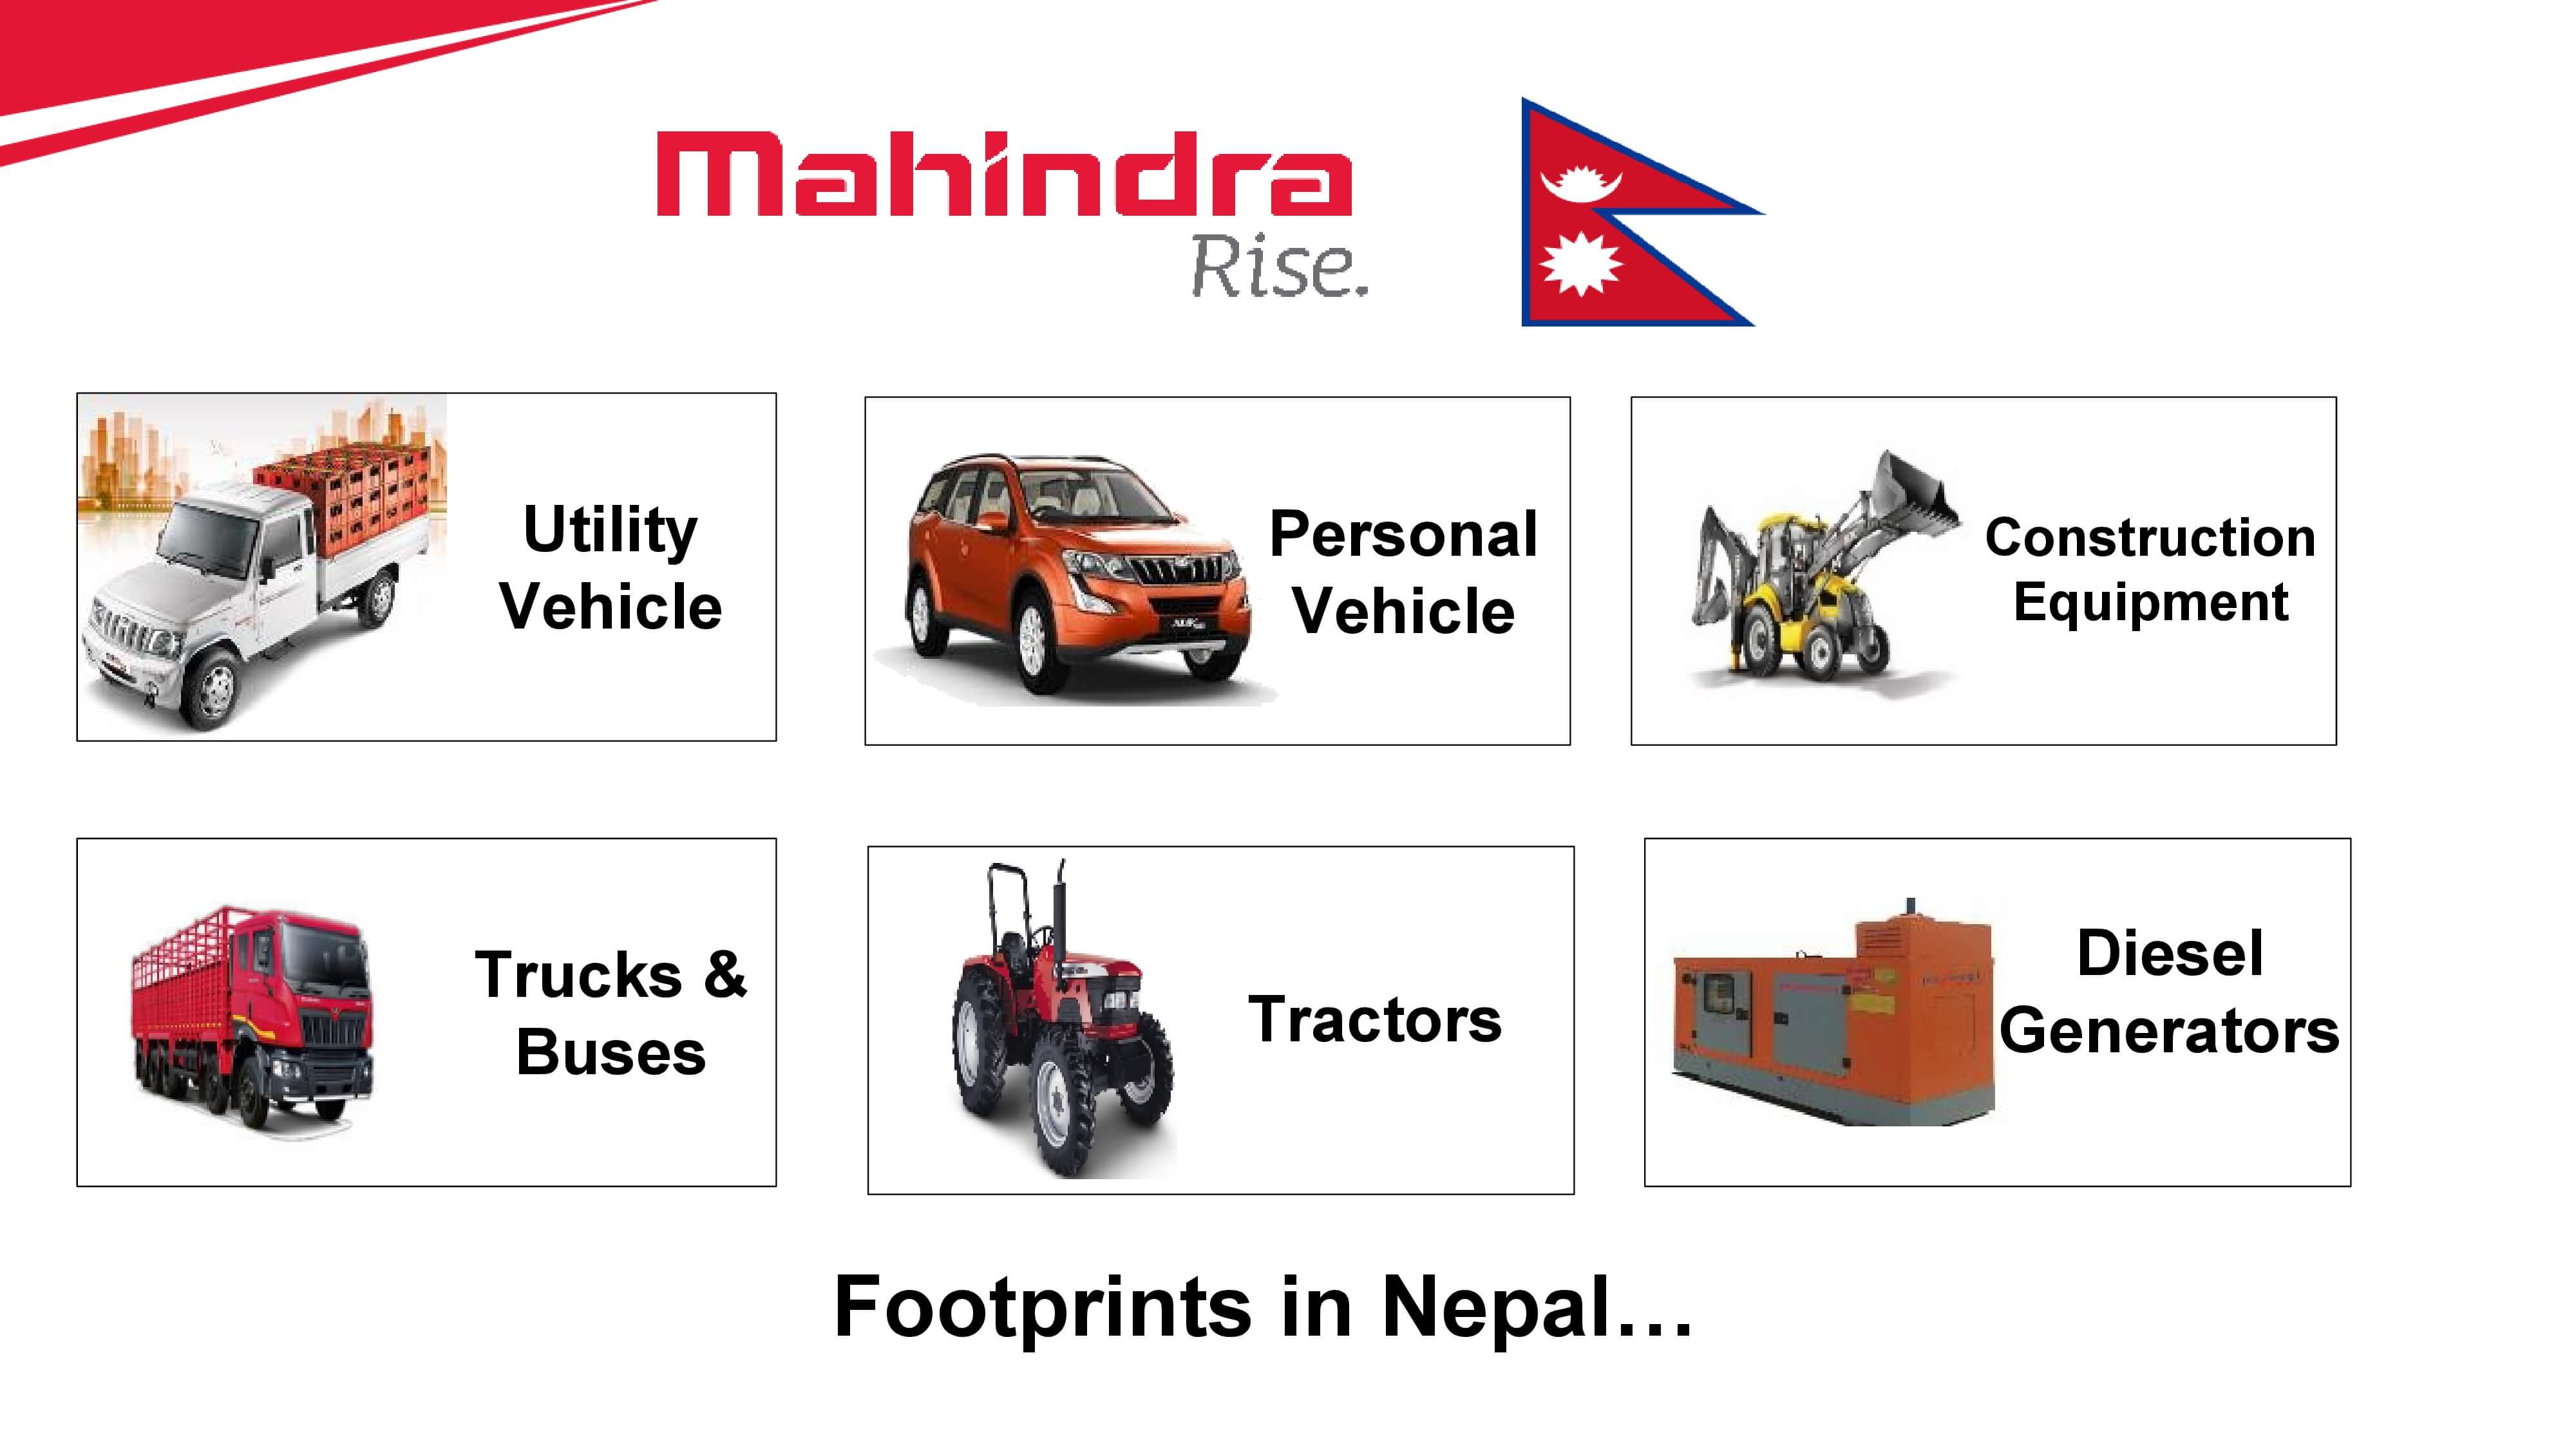 Mahindra
Rise.
Utility
Vehicle
Personal
Vehicle
Construction
Equipment
Trucks &
Buses
Tractors
Diesel
Generators
Footprints in Nepal…